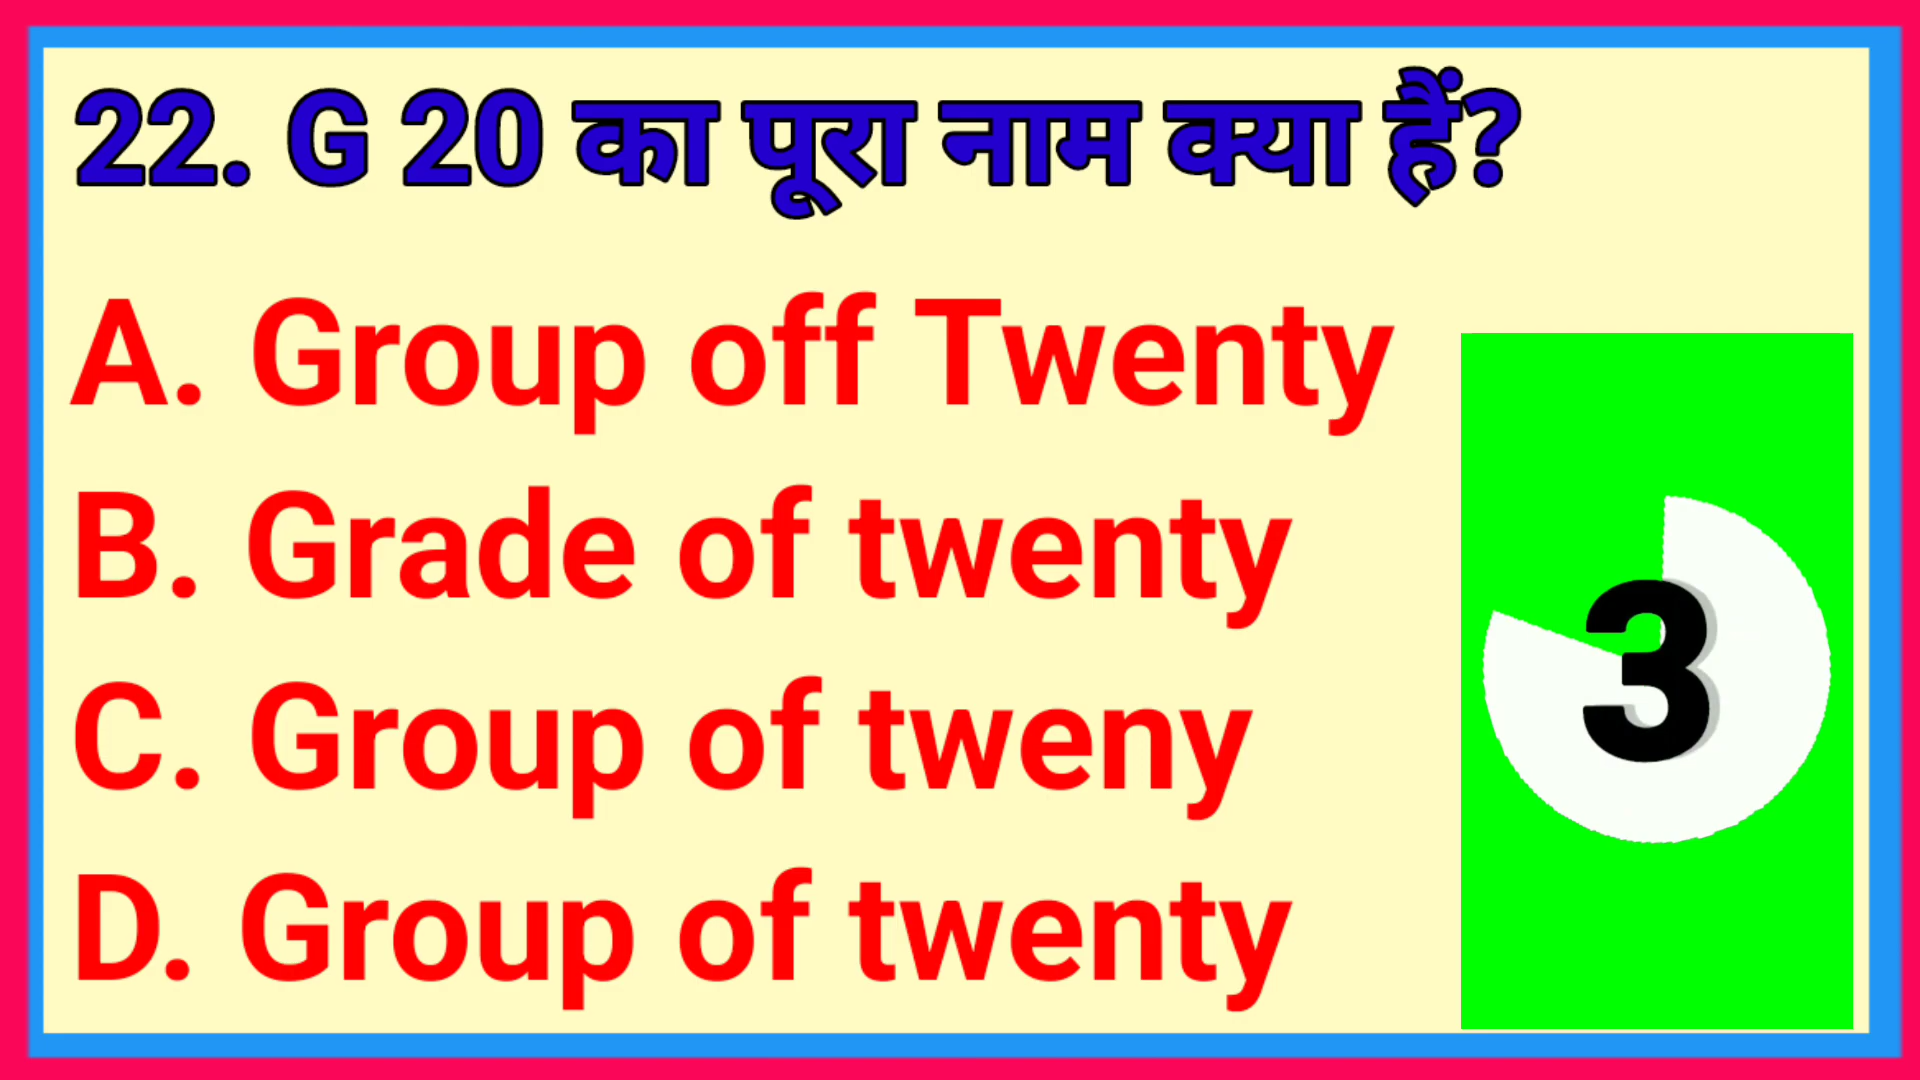 22. G 20 का पूरा नाम क्या हैं?
A. Group off Twenty
B. Grade of twenty
C. Group of tweny
D. Group of twenty
3